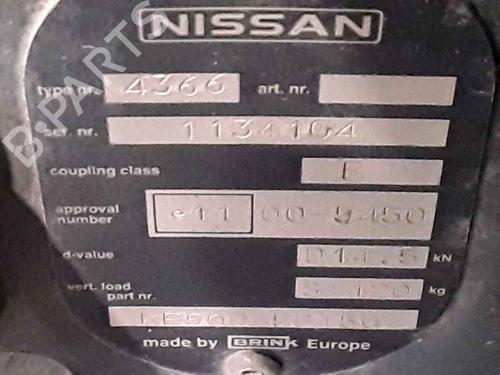 NISSAN
type nr. 4366 art. nr.
ser. nr. 1134104
coupling class E
approval number e11 00-9450
d-value kN
vert. load kg
part nr.
made by BRINK Europe
B-PARTS